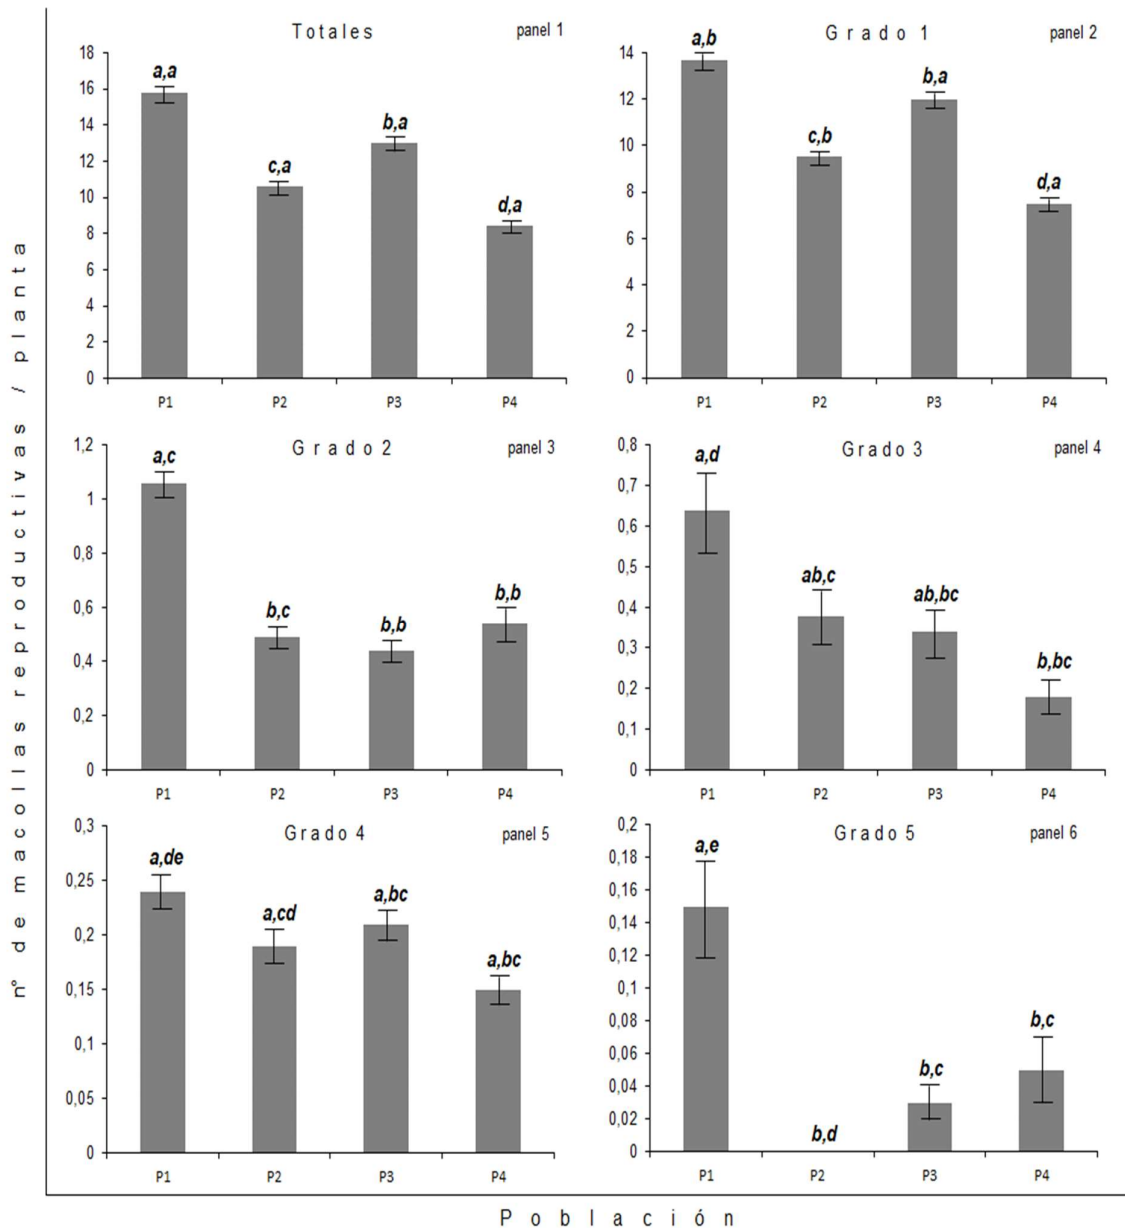 nº de macollas reproductivas / planta
Totales
panel 1
18
16
14
12
10
8
6
4
2
0
a,a
c,a
b,a
d,a
P1
P2
P3
P4
Grado 1
panel 2
14
12
10
8
6
4
2
0
a,b
c,b
b,a
d,a
P1
P2
P3
P4
Grado 2
panel 3
1,2
1
0,8
0,6
0,4
0,2
0
a,c
b,c
b,b
b,b
P1
P2
P3
P4
Grado 3
panel 4
0,8
0,7
0,6
0,5
0,4
0,3
0,2
0,1
0
a,d
ab,c
ab,bc
b,bc
P1
P2
P3
P4
Grado 4
panel 5
0,3
0,25
0,2
0,15
0,1
0,05
0
a,de
a,cd
a,bc
a,bc
P1
P2
P3
P4
Grado 5
panel 6
0,2
0,18
0,16
0,14
0,12
0,1
0,08
0,06
0,04
0,02
0
a,e
b,d
b,c
b,c
P1
P2
P3
P4
Población